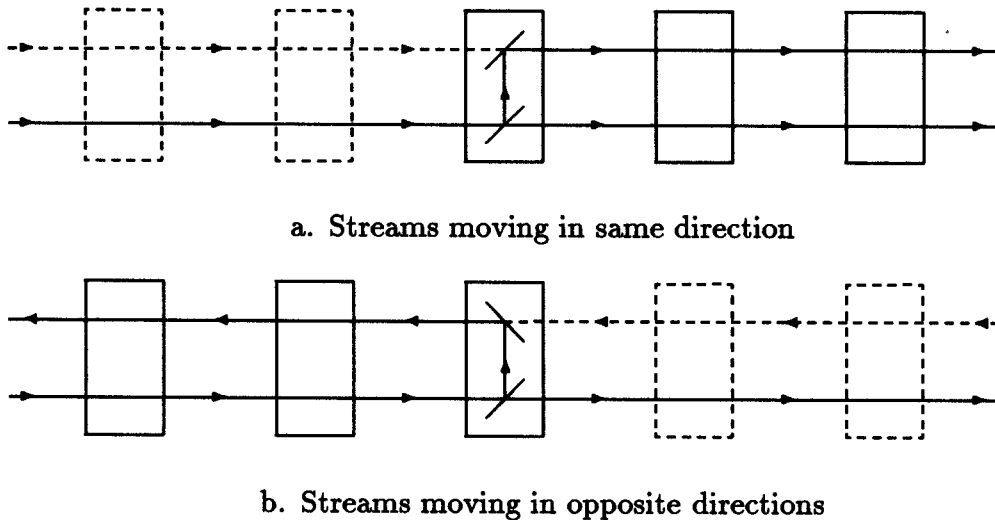 a. Streams moving in same direction
b. Streams moving in opposite directions